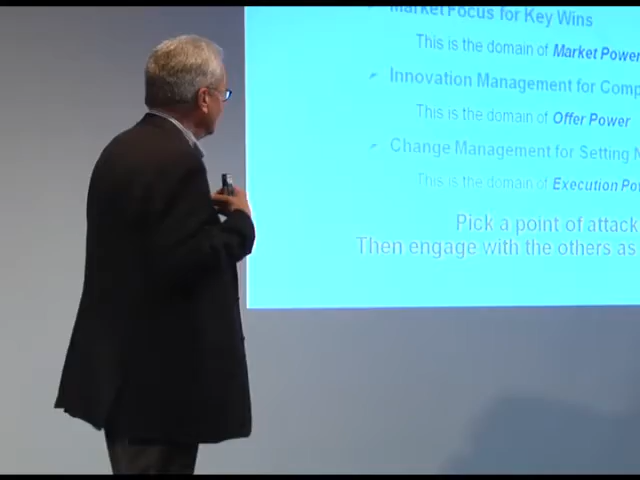 Market Focus for Key Wins
This is the domain of Market Power
Innovation Management for Comp
This is the domain of Offer Power
Change Management for Setting N
This is the domain of Execution Po
Pick a point of attack
Then engage with the others as